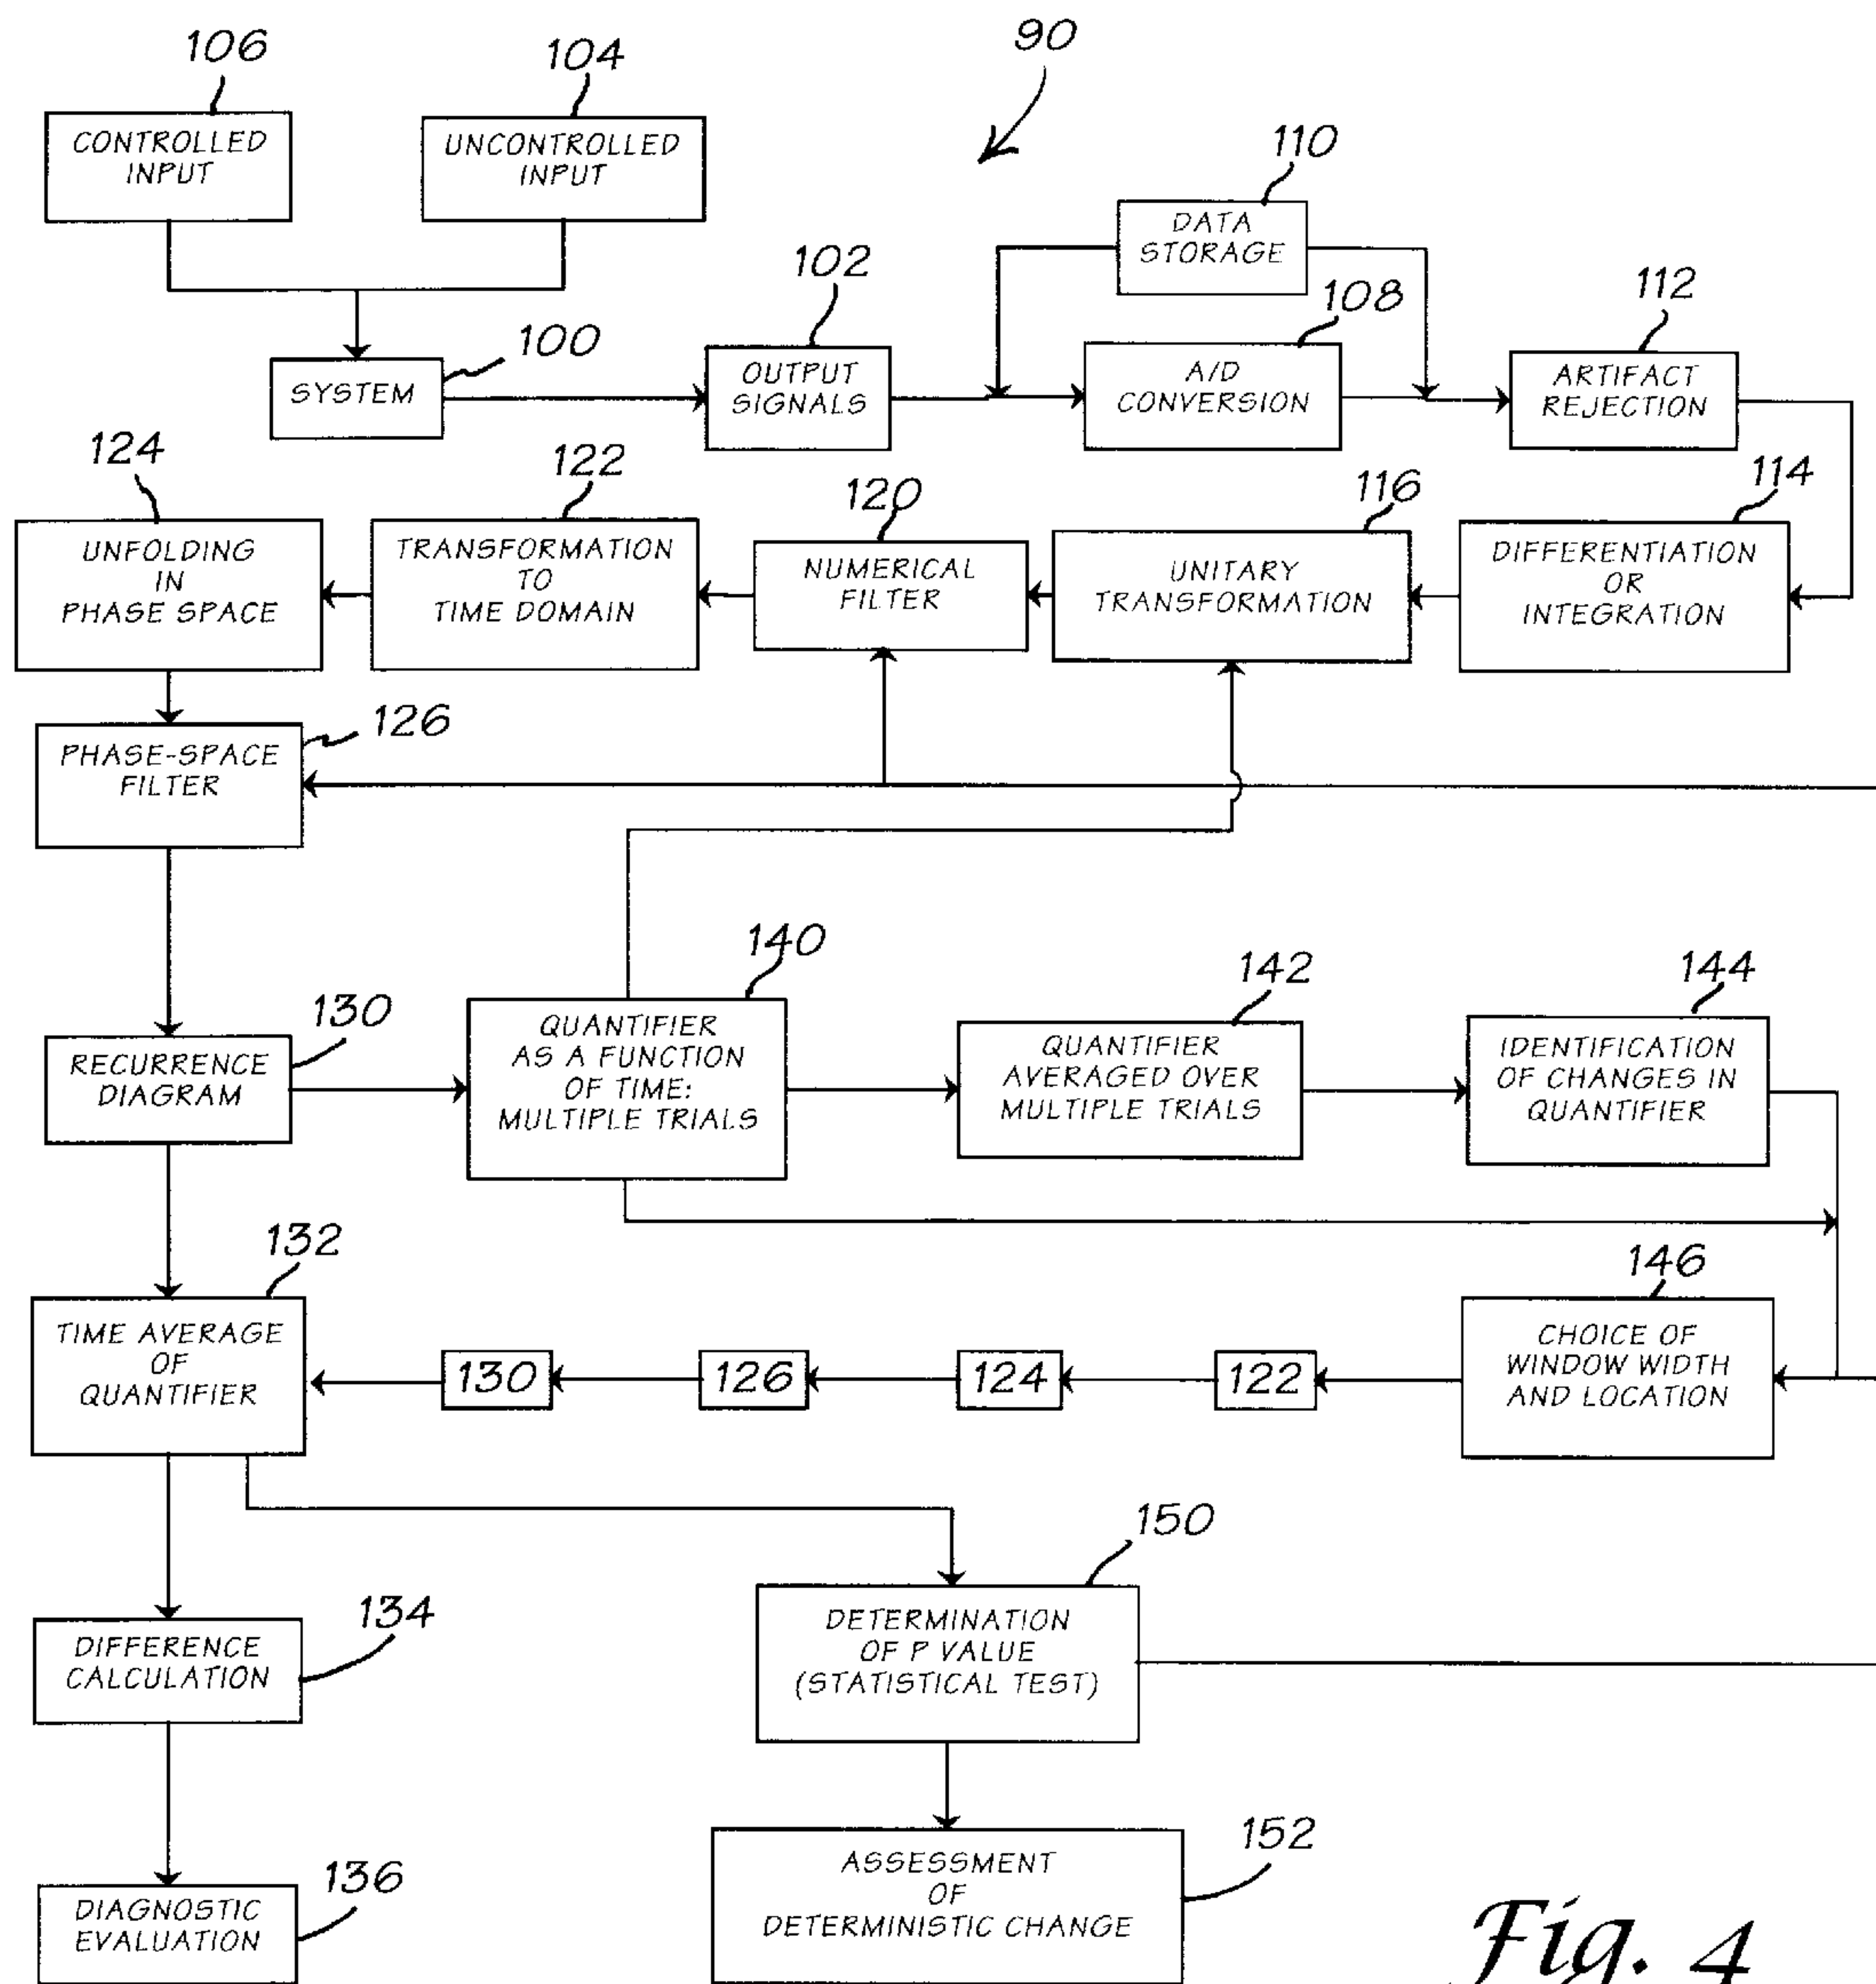 106
104
90
CONTROLLED
INPUT
UNCONTROLLED
INPUT
110
DATA
STORAGE
102
108
112
100
SYSTEM
OUTPUT
SIGNALS
A/D
CONVERSION
ARTIFACT
REJECTION
124
122
120
116
114
UNFOLDING
IN
PHASE SPACE
TRANSFORMATION
TO
TIME DOMAIN
NUMERICAL
FILTER
UNITARY
TRANSFORMATION
DIFFERENTIATION
OR
INTEGRATION
126
PHASE-SPACE
FILTER
140
142
144
130
RECURRENCE
DIAGRAM
QUANTIFIER
AS A FUNCTION
OF TIME:
MULTIPLE TRIALS
QUANTIFIER
AVERAGED OVER
MULTIPLE TRIALS
IDENTIFICATION
OF CHANGES IN
QUANTIFIER
132
146
TIME AVERAGE
OF
QUANTIFIER
130
126
124
122
CHOICE OF
WINDOW WIDTH
AND LOCATION
150
134
DIFFERENCE
CALCULATION
DETERMINATION
OF P VALUE
(STATISTICAL TEST)
136
152
DIAGNOSTIC
EVALUATION
ASSESSMENT
OF
DETERMINISTIC CHANGE
Fig. 4